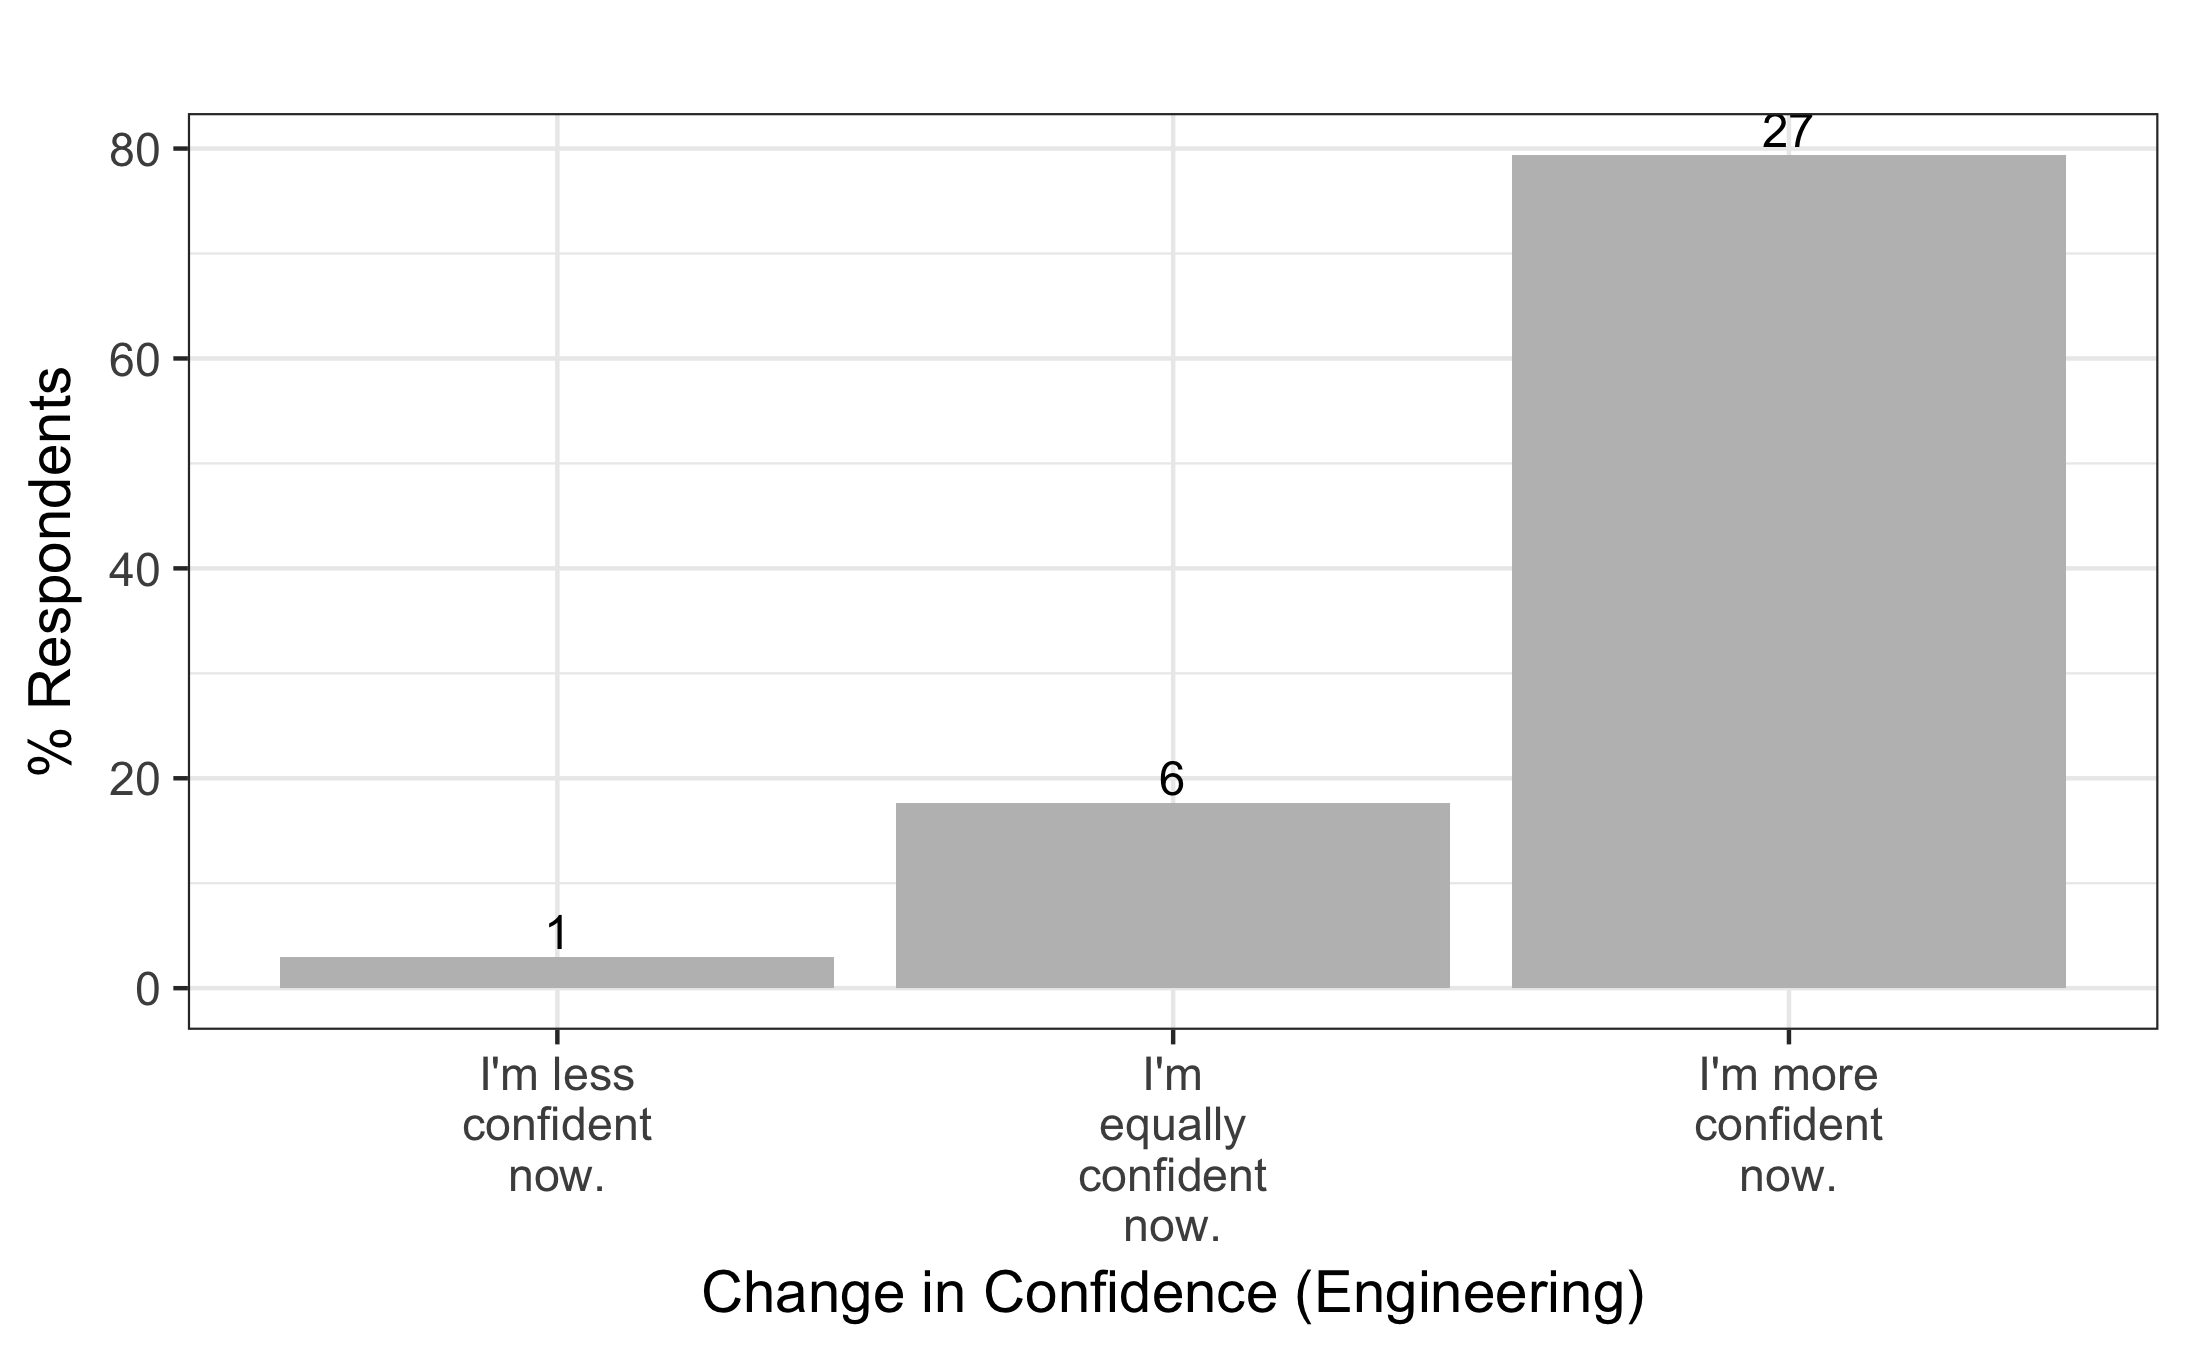 % Respondents
80
60
40
20
0
1
6
27
I'm less
confident
now.
I'm
equally
confident
now.
I'm more
confident
now.
Change in Confidence (Engineering)